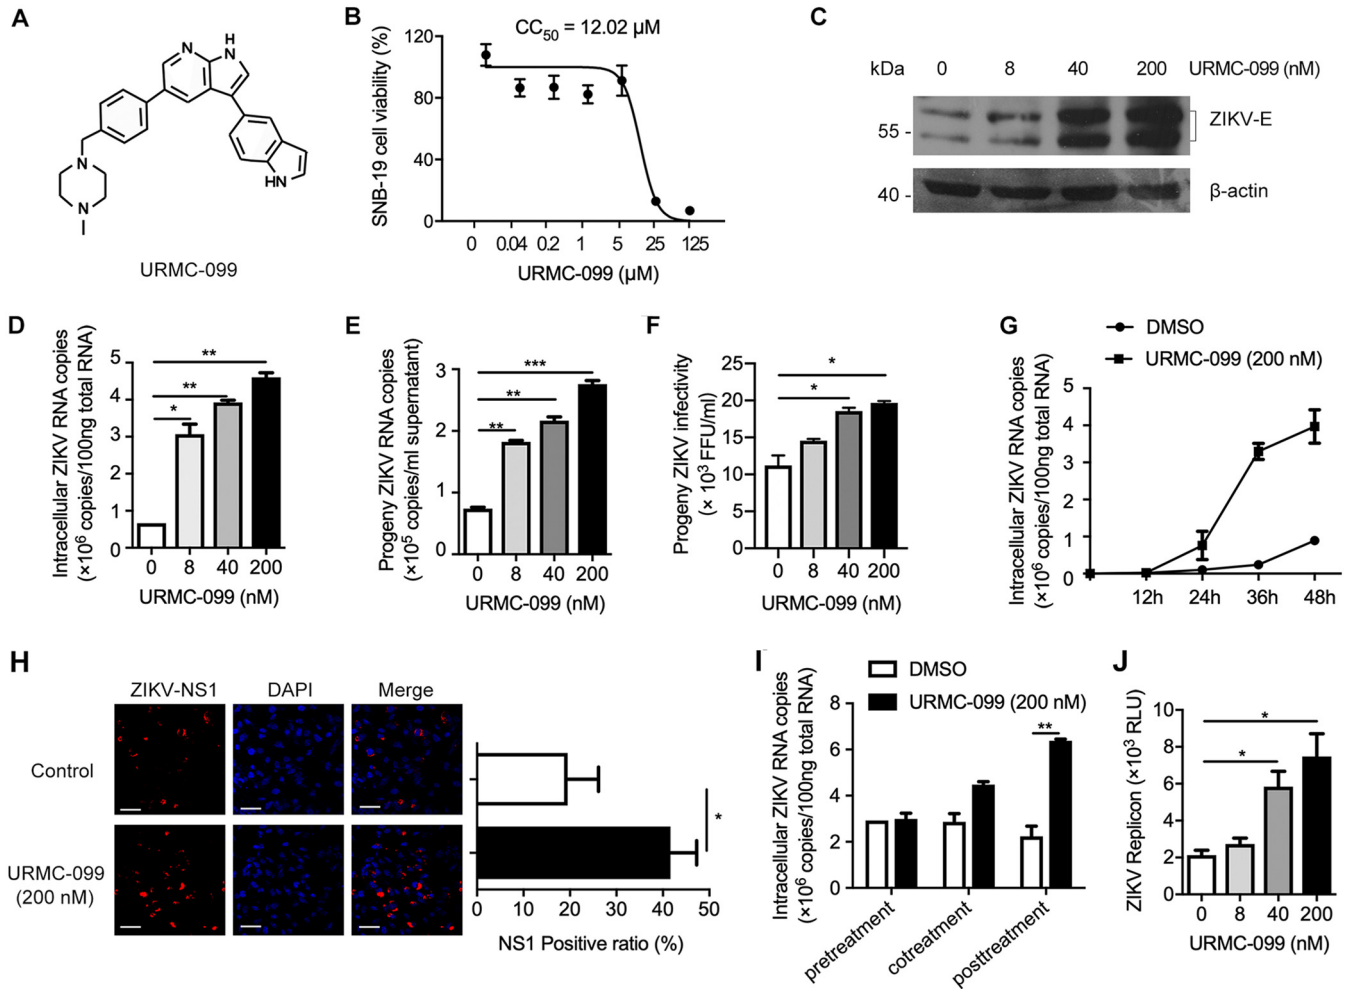 A
N
H
N
N
N
HN
URMC-099
B
CC50 = 12.02 µM
SNB-19 cell viability (%)
120
80
40
0
0 0.04 0.2 1 5 25 125
URMC-099 (µM)
C
kDa 0 8 40 200 URMC-099 (nM)
55 -
ZIKV-E
40 -
β-actin
D
Intracellular ZIKV RNA copies
(×10⁶ copies/100ng total RNA)
5
4
3
2
1
0
**
**
*
0 8 40 200
URMC-099 (nM)
E
Progeny ZIKV RNA copies
(×10⁵ copies/ml supernatant)
3
2
1
0
***
**
**
0 8 40 200
URMC-099 (nM)
F
Progeny ZIKV infectivity
(× 10³ FFU/ml)
25
20
15
10
5
0
*
*
0 8 40 200
URMC-099 (nM)
G
DMSO
URMC-099 (200 nM)
Intracellular ZIKV RNA copies
(×10⁶ copies/100ng total RNA)
5
4
3
2
1
0
12h 24h 36h 48h
H
ZIKV-NS1 DAPI Merge
Control
URMC-099
(200 nM)
*
0 10 20 30 40 50
NS1 Positive ratio (%)
I
DMSO
URMC-099 (200 nM)
Intracellular ZIKV RNA copies
(×10⁶ copies/100ng total RNA)
8
6
4
2
0
**
pretreatment
cotreatment
posttreatment
J
ZIKV Replicon (×10³ RLU)
10
8
6
4
2
0
*
*
0 8 40 200
URMC-099 (nM)